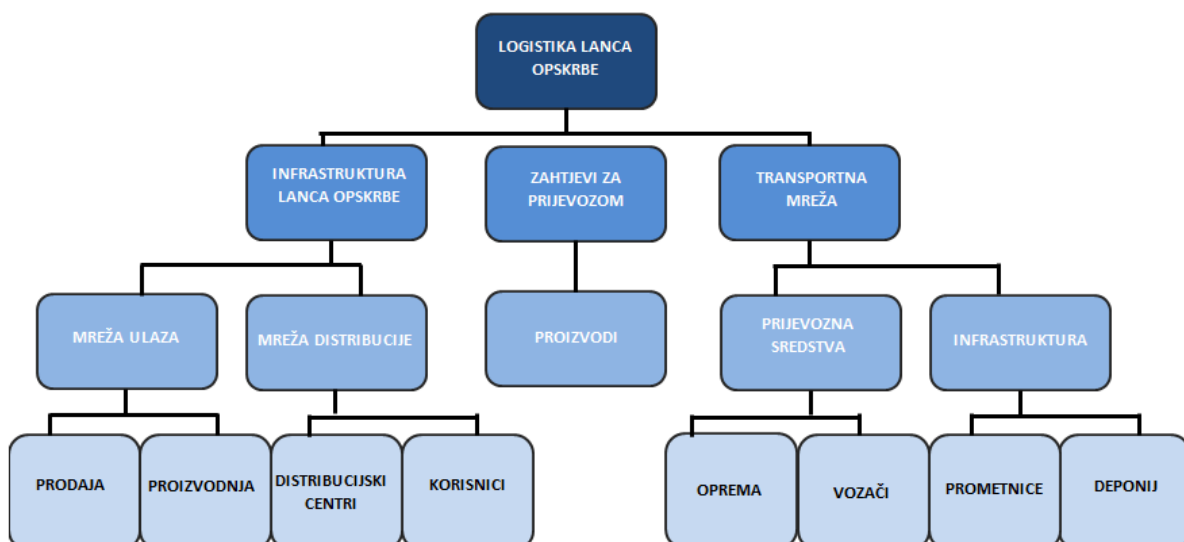 LOGISTIKA LANCA
OPSKRBE
INFRASTRUKTURA
LANCA OPSKRBE
ZAHTJEVI ZA
PRIJEVOZOM
TRANSPORTNA
MREŽA
MREŽA ULAZA
MREŽA DISTRIBUCIJE
PROIZVODI
PRIJEVOZNA
SREDSTVA
INFRASTRUKTURA
PRODAJA
PROIZVODNJA
DISTRIBUCIJSKI
CENTRI
KORISNICI
OPREMA
VOZAČI
PROMETNICE
DEPONIJ